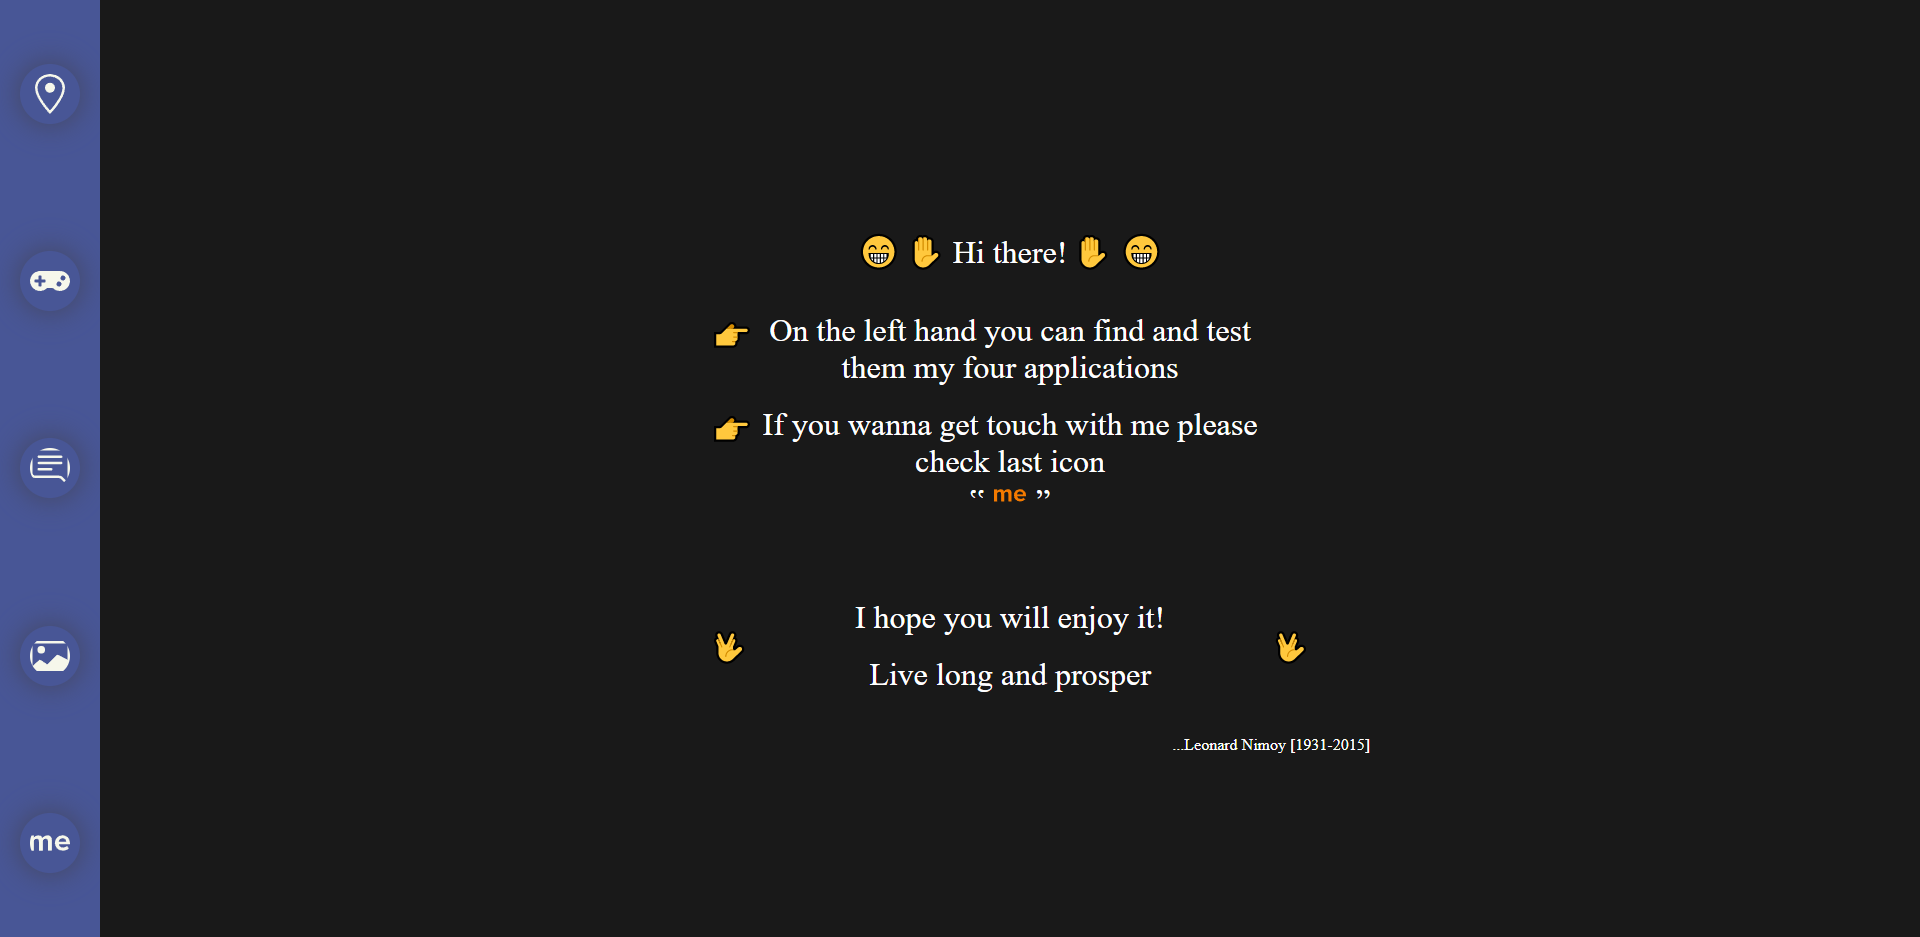 😁 ✋ Hi there! ✋ 😁
👉 On the left hand you can find and test
them my four applications
👉 If you wanna get touch with me please
check last icon
“ me ”
I hope you will enjoy it!
🖖 🖖
Live long and prosper
...Leonard Nimoy [1931-2015]
me